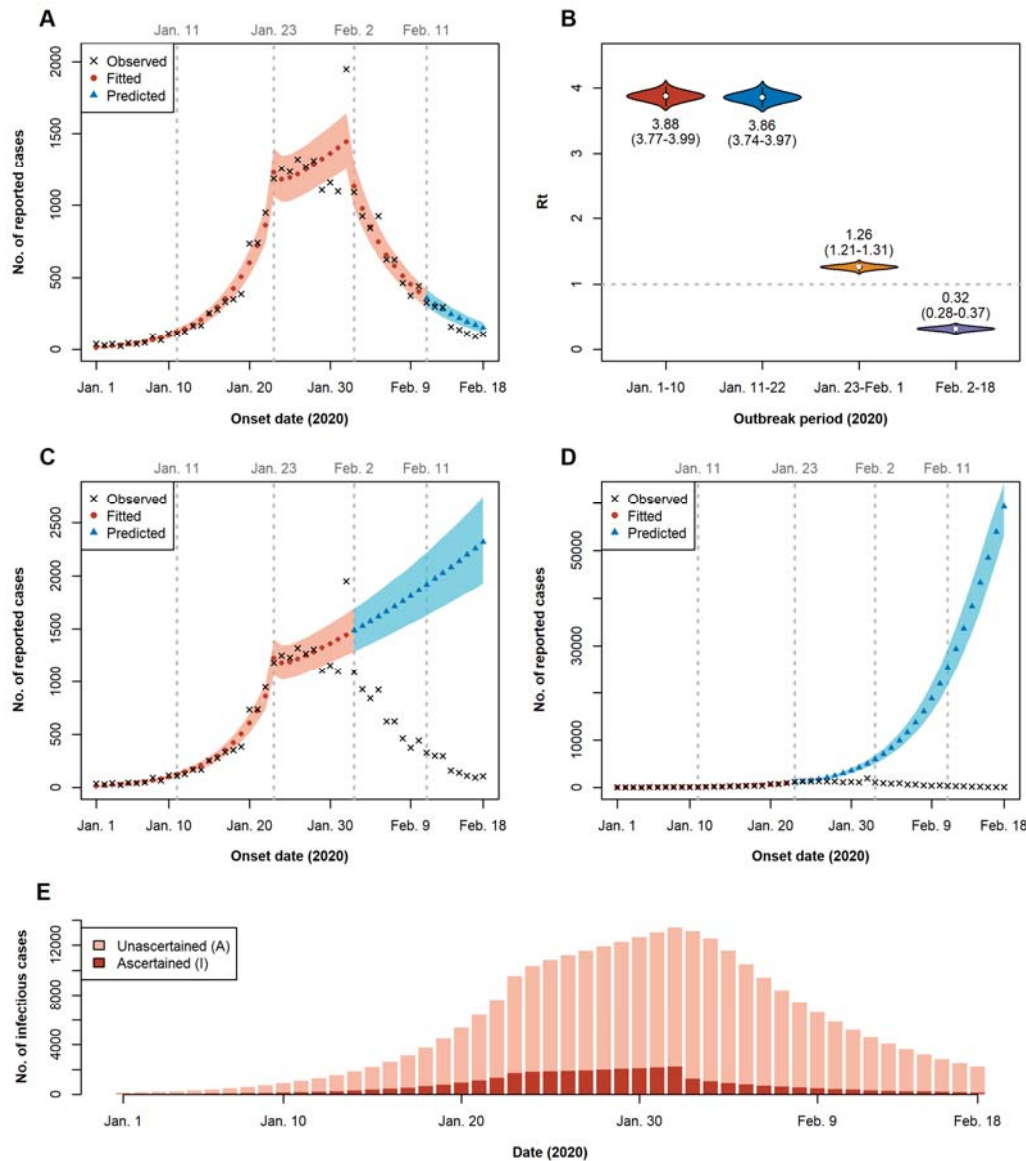 A
Jan. 11 Jan. 23 Feb. 2 Feb. 11
Observed
Fitted
Predicted
No. of reported cases
2000
1500
1000
500
0
Jan. 1 Jan. 10 Jan. 20 Jan. 30 Feb. 9 Feb. 18
Onset date (2020)
B
Rt
4
3
2
1
0
3.88
(3.77-3.99)
3.86
(3.74-3.97)
1.26
(1.21-1.31)
0.32
(0.28-0.37)
Jan. 1-10 Jan. 11-22 Jan. 23-Feb. 1 Feb. 2-18
Outbreak period (2020)
C
Jan. 11 Jan. 23 Feb. 2 Feb. 11
Observed
Fitted
Predicted
No. of reported cases
2500
2000
1500
1000
500
0
Jan. 1 Jan. 10 Jan. 20 Jan. 30 Feb. 9 Feb. 18
Onset date (2020)
D
Jan. 11 Jan. 23 Feb. 2 Feb. 11
Observed
Fitted
Predicted
No. of reported cases
50000
30000
10000
0
Jan. 1 Jan. 10 Jan. 20 Jan. 30 Feb. 9 Feb. 18
Onset date (2020)
E
Unascertained (A)
Ascertained (I)
No. of infectious cases
12000
8000
4000
0
Jan. 1 Jan. 10 Jan. 20 Jan. 30 Feb. 9 Feb. 18
Date (2020)